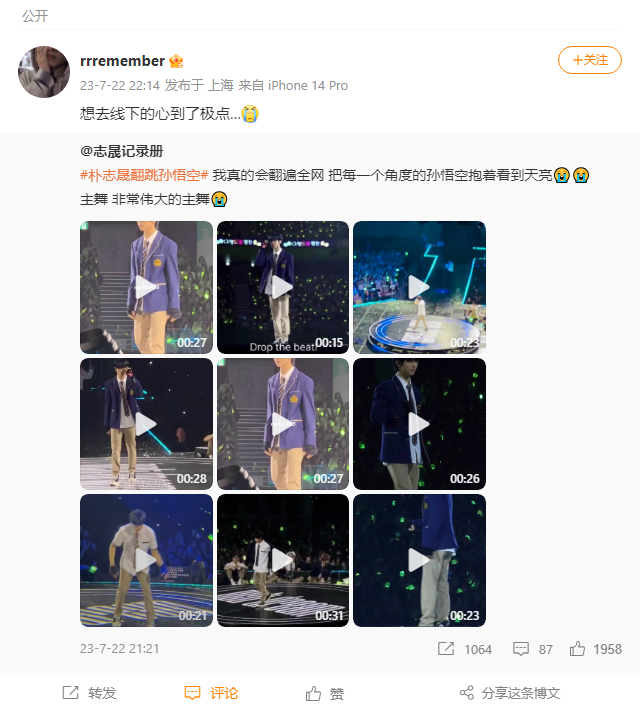 公开
rrremember
+关注
23-7-22 22:14 发布于 上海 来自 iPhone 14 Pro
想去线下的心到了极点...😭
@志晟记录册
#朴志晟翻跳孙悟空# 我真的会翻遍全网 把每一个角度的孙悟空抱着看到天亮😭😭
主舞 非常伟大的主舞😭
00:27
Drop the beat!
00:15
00:23
00:28
00:27
00:26
00:21
00:31
00:23
23-7-22 21:21
1064
87
1958
转发
评论
赞
分享这条博文